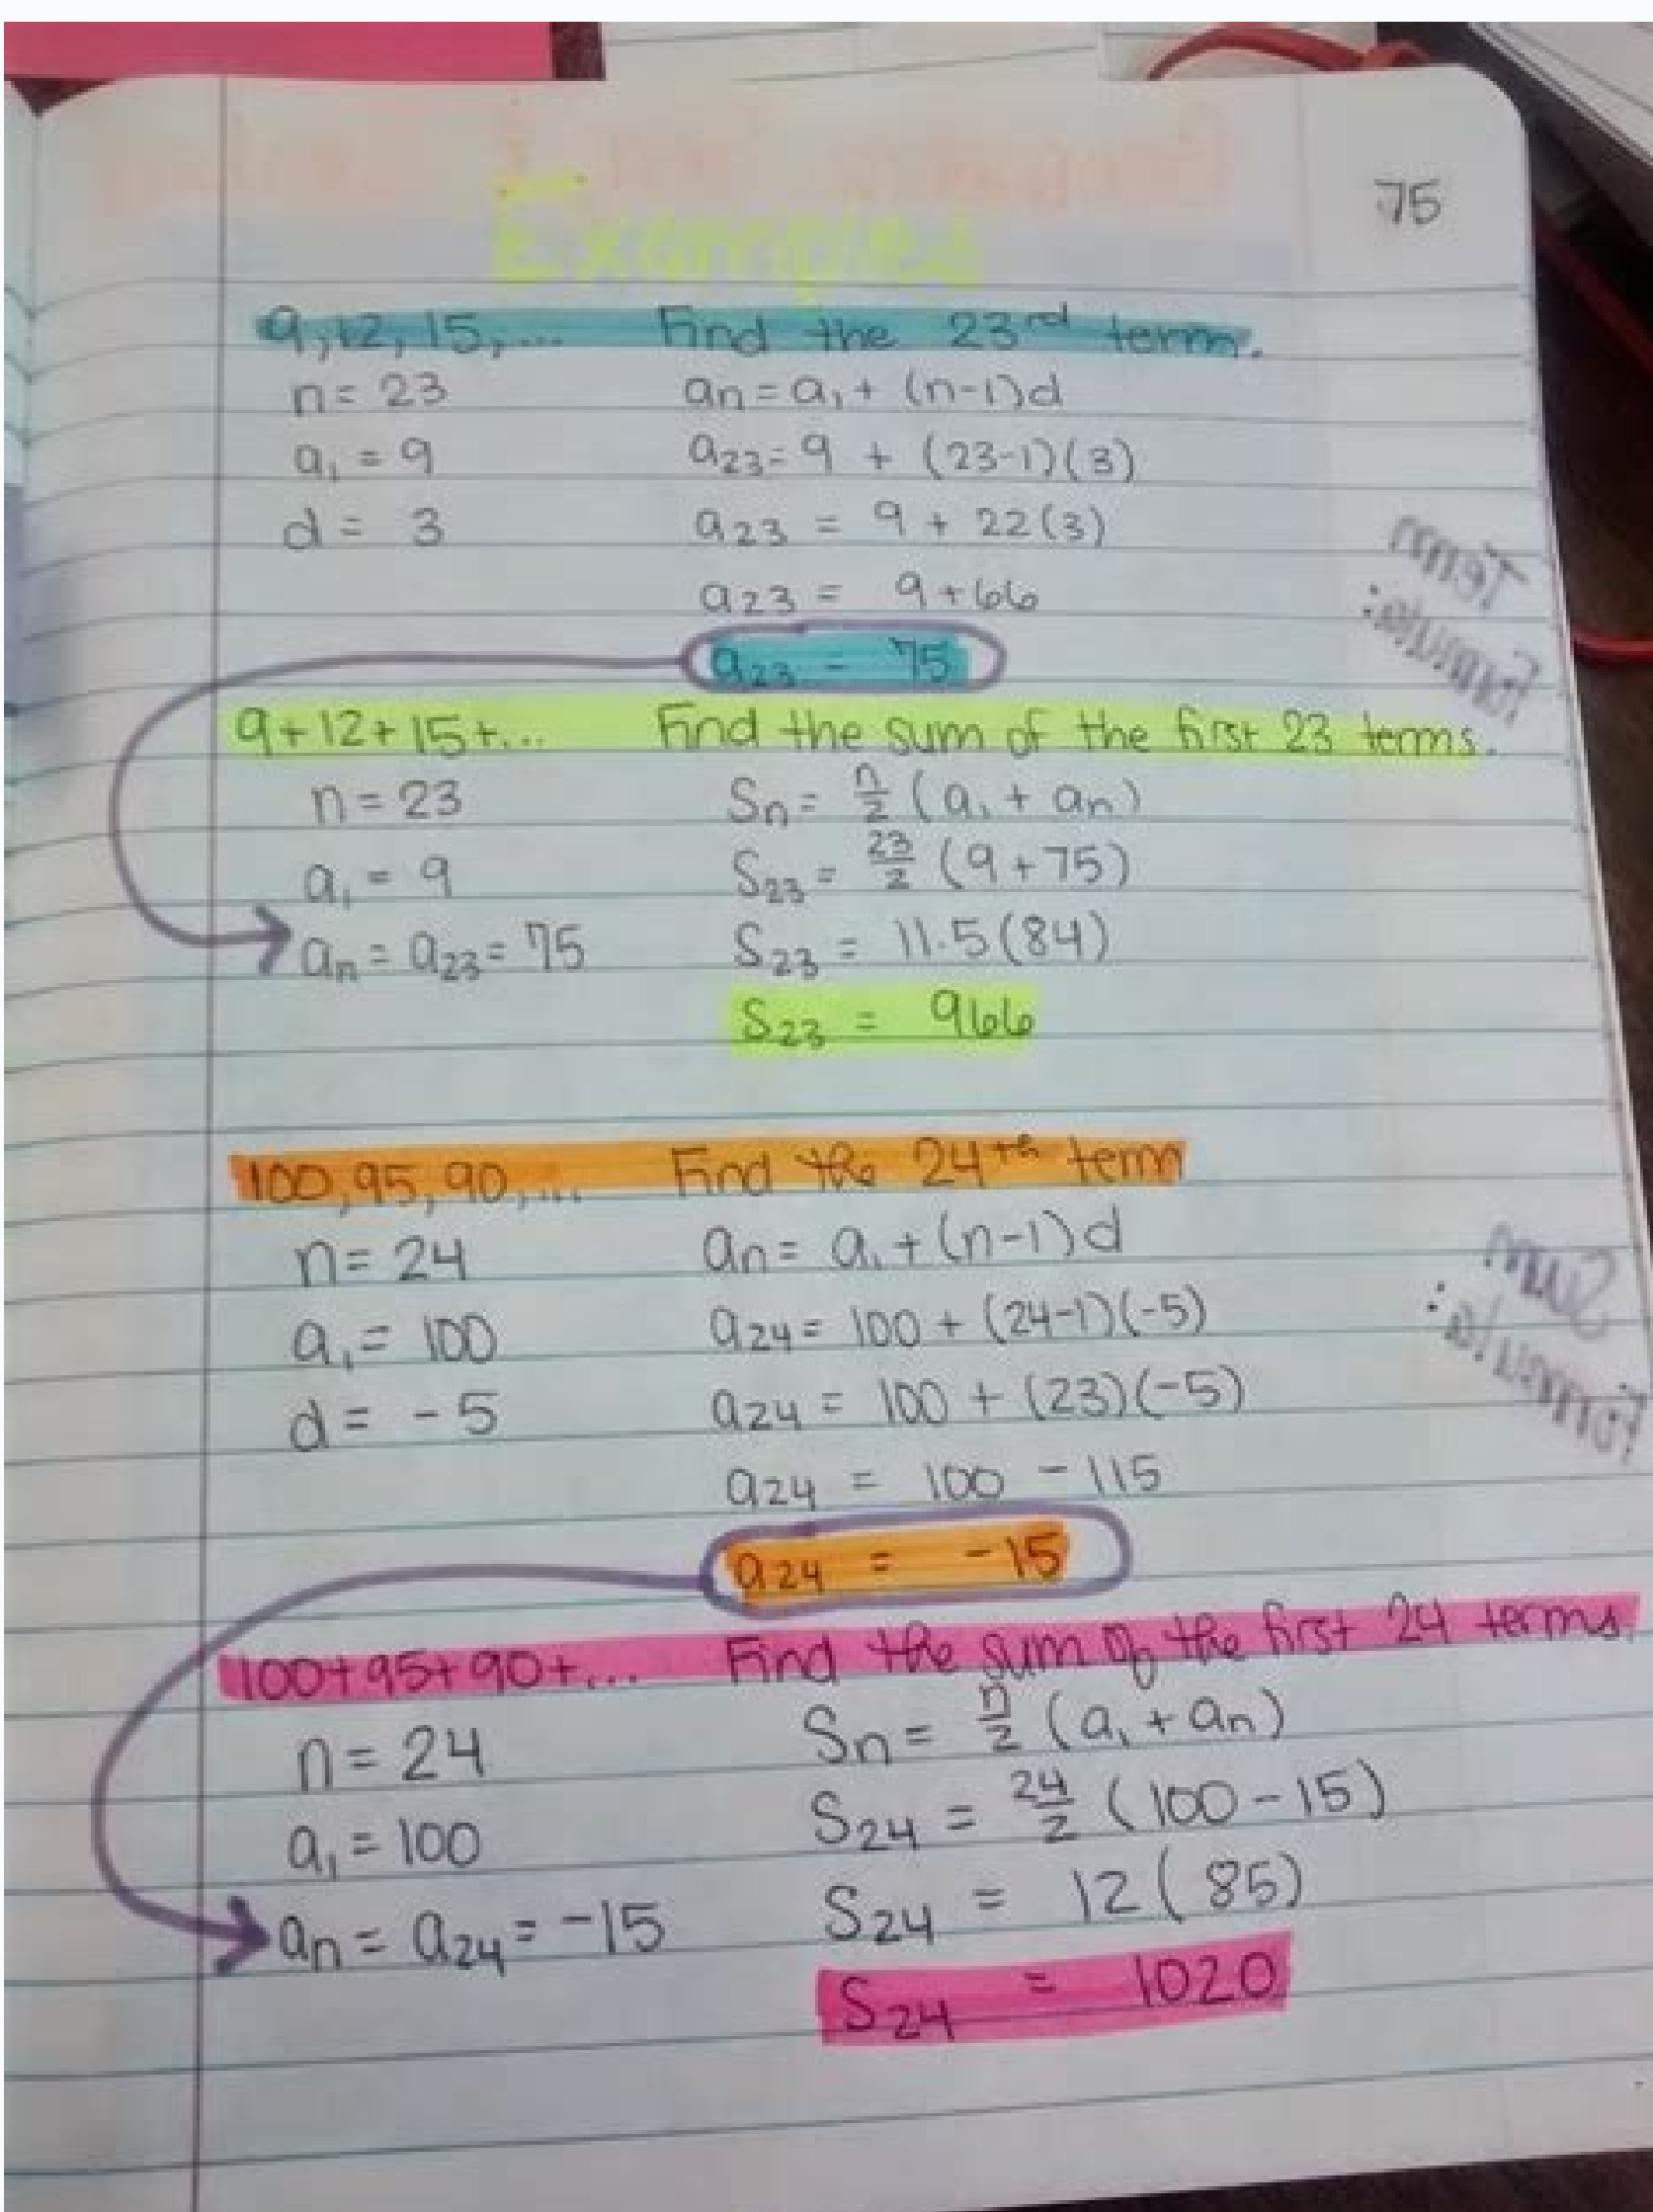 75
Examples
9, 12, 15, ... Find the 23rd term.
n = 23 an = a1 + (n-1)d
a1 = 9 a23 = 9 + (23-1)(3)
d = 3 a23 = 9 + 22(3)
a23 = 9 + 66
a23 = 75
9 + 12 + 15 + ... Find the sum of the first 23 terms.
n = 23 Sn = n/2 (a1 + an)
a1 = 9 S23 = 23/2 (9 + 75)
an = a23 = 75 S23 = 11.5(84)
S23 = 966
100, 95, 90, ... Find the 24th term
n = 24 an = a1 + (n-1)d
a1 = 100 a24 = 100 + (24-1)(-5)
d = -5 a24 = 100 + (23)(-5)
a24 = 100 - 115
a24 = -15
100 + 95 + 90 + ... Find the sum of the first 24 terms.
n = 24 Sn = n/2 (a1 + an)
a1 = 100 S24 = 24/2 (100 - 15)
an = a24 = -15 S24 = 12(85)
S24 = 1020
Term
Formula:
Sum
Formula: